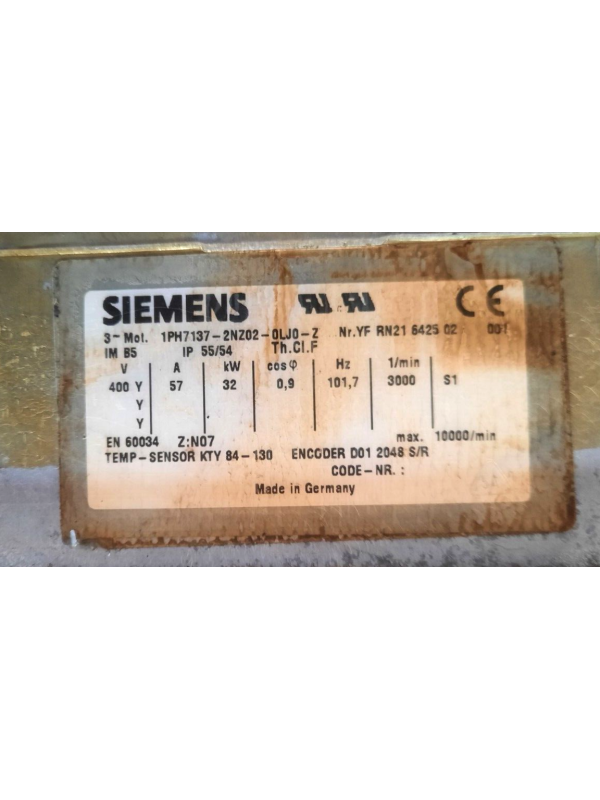 SIEMENS
3~Mot. 1PH7137-2NZ02-0LJ0-Z Nr.YF RN21 6425 02 001
IM B5 IP 55/54 Th.Cl.F
V A kW cosφ Hz 1/min
400 Y 57 32 0,9 101,7 3000 S1
Y
Y
EN 60034 Z:N07 max. 10000/min
TEMP-SENSOR KTY 84-130 ENCODER D01 2048 S/R
CODE-NR. :
Made in Germany